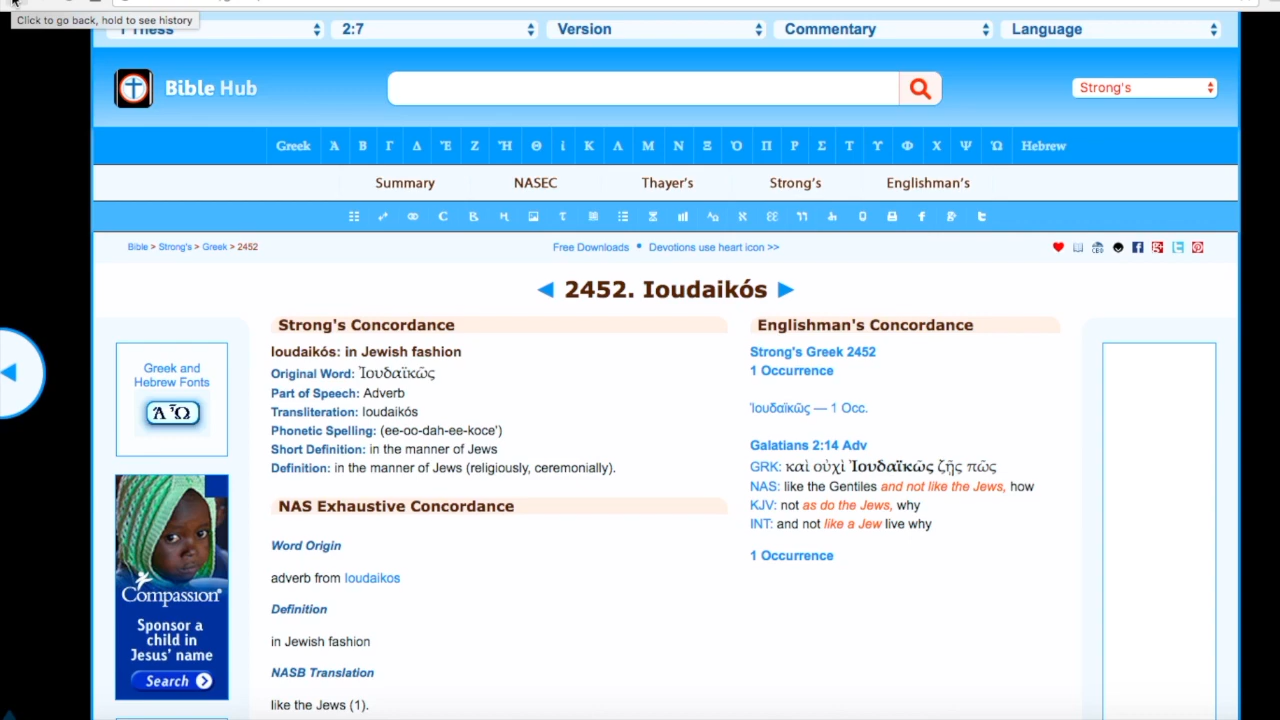 Click to go back, hold to see history
1 Thess 2:7 Version Commentary Language
Bible Hub
Strong's
Greek Ἀ Β Γ Δ Ἐ Ζ Ἠ Θ ἰ Κ Λ Μ Ν Ξ Ὀ Π Ρ Σ Τ Υ Φ Χ Ψ Ὠ Hebrew
Summary NASEC Thayer's Strong's Englishman's
Bible > Strong's > Greek > 2452
Free Downloads • Devotions use heart icon >>
◄ 2452. Ioudaikós ►
Greek and
Hebrew Fonts
Compassion®
Sponsor a
child in
Jesus' name
Search
Strong's Concordance
Ioudaikós: in Jewish fashion
Original Word: Ἰουδαϊκῶς
Part of Speech: Adverb
Transliteration: Ioudaikós
Phonetic Spelling: (ee-oo-dah-ee-koce')
Short Definition: in the manner of Jews
Definition: in the manner of Jews (religiously, ceremonially).
NAS Exhaustive Concordance
Word Origin
adverb from Ioudaikos
Definition
in Jewish fashion
NASB Translation
like the Jews (1).
Englishman's Concordance
Strong's Greek 2452
1 Occurrence
Ἰουδαϊκῶς — 1 Occ.
Galatians 2:14 Adv
GRK: καὶ οὐχὶ Ἰουδαϊκῶς ζῇς πῶς
NAS: like the Gentiles and not like the Jews, how
KJV: not as do the Jews, why
INT: and not like a Jew live why
1 Occurrence